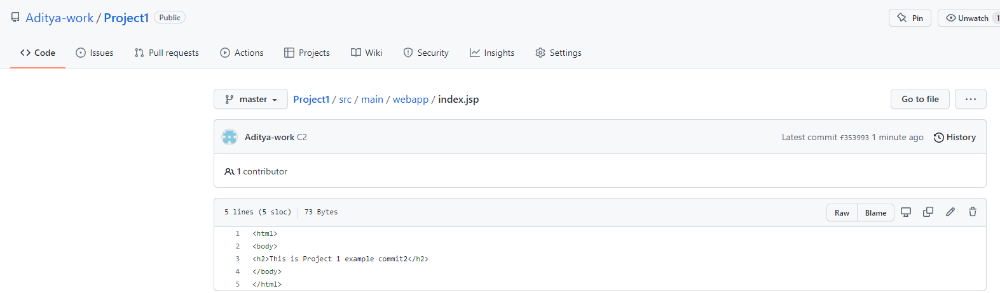 Aditya-work / Project1 Public
Pin
Unwatch 1
Code Issues Pull requests Actions Projects Wiki Security Insights Settings
master Project1 / src / main / webapp / index.jsp Go to file ...
Aditya-work C2 Latest commit f353993 1 minute ago History
1 contributor
5 lines (5 sloc) 73 Bytes Raw Blame
1 <html>
2 <body>
3 <h2>This is Project 1 example commit2</h2>
4 </body>
5 </html>